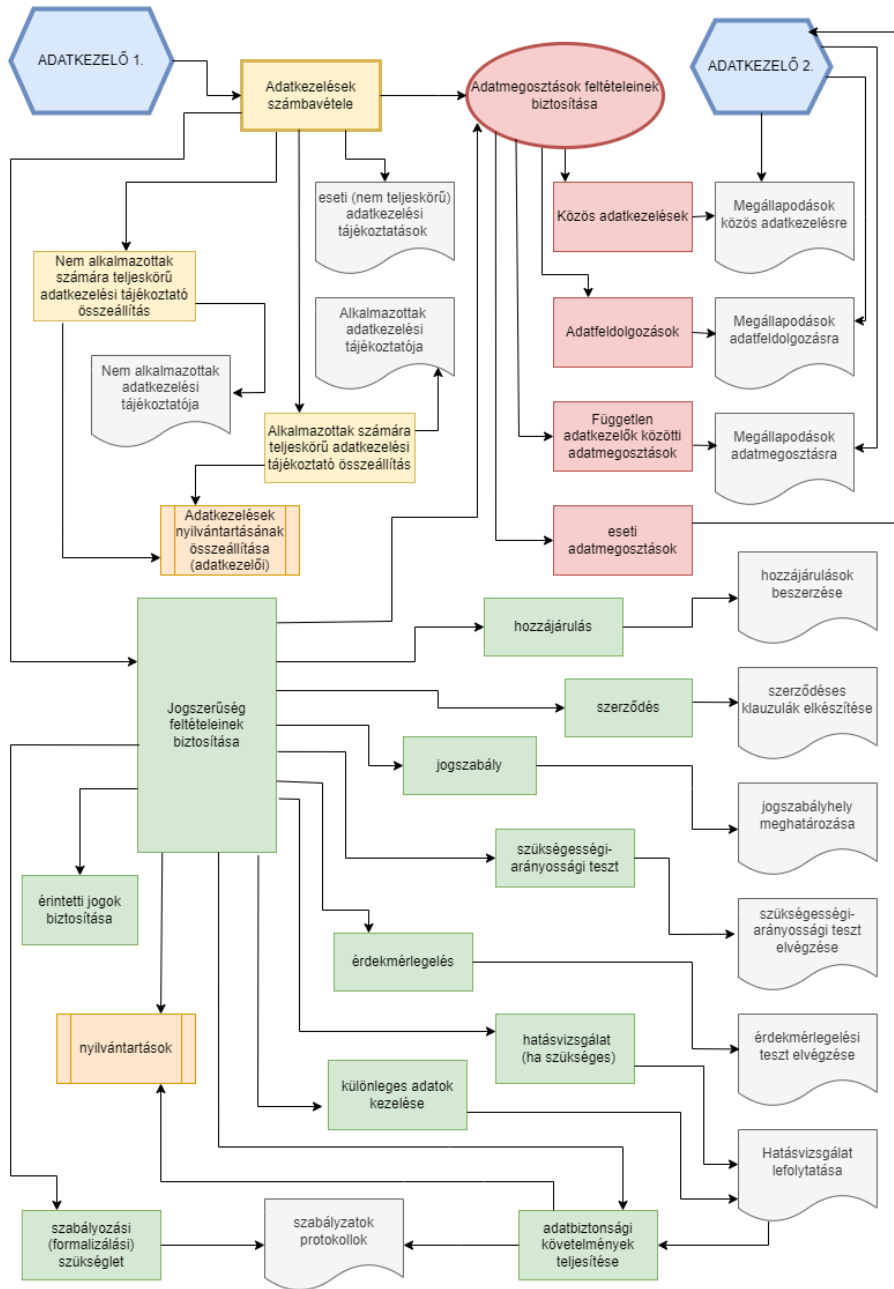 ADATKEZELŐ 1.
Adatkezelések
számbavétele
Adatmegosztások feltételeinek
biztosítása
ADATKEZELŐ 2.
eseti (nem teljeskörű)
adatkezelési
tájékoztatások
Közös adatkezelések
Megállapodások
közös adatkezelésre
Nem alkalmazottak
számára teljeskörű
adatkezelési tájékoztató
összeállítás
Alkalmazottak
adatkezelési
tájékoztatója
Adatfeldolgozások
Megállapodások
adatfeldolgozásra
Nem alkalmazottak
adatkezelési
tájékoztatója
Alkalmazottak számára
teljeskörű adatkezelési
tájékoztató összeállítás
Független
adatkezelők közötti
adatmegosztások
Megállapodások
adatmegosztásra
Adatkezelések
nyilvántartásának
összeállítása
(adatkezelői)
eseti
adatmegosztások
hozzájárulás
hozzájárulások
beszerzése
Jogszerűség
feltételeinek
biztosítása
szerződés
szerződéses
klauzulák elkészítése
jogszabály
jogszabályhely
meghatározása
szükségességi-
arányossági teszt
érintetti jogok
biztosítása
szükségességi-
arányossági teszt
elvégzése
érdekmérlegelés
nyilvántartások
hatásvizsgálat
(ha szükséges)
érdekmérlegelési
teszt elvégzése
különleges adatok
kezelése
Hatásvizsgálat
lefolytatása
szabályozási
(formalizálási)
szükséglet
szabályzatok
protokollok
adatbiztonsági
követelmények
teljesítése